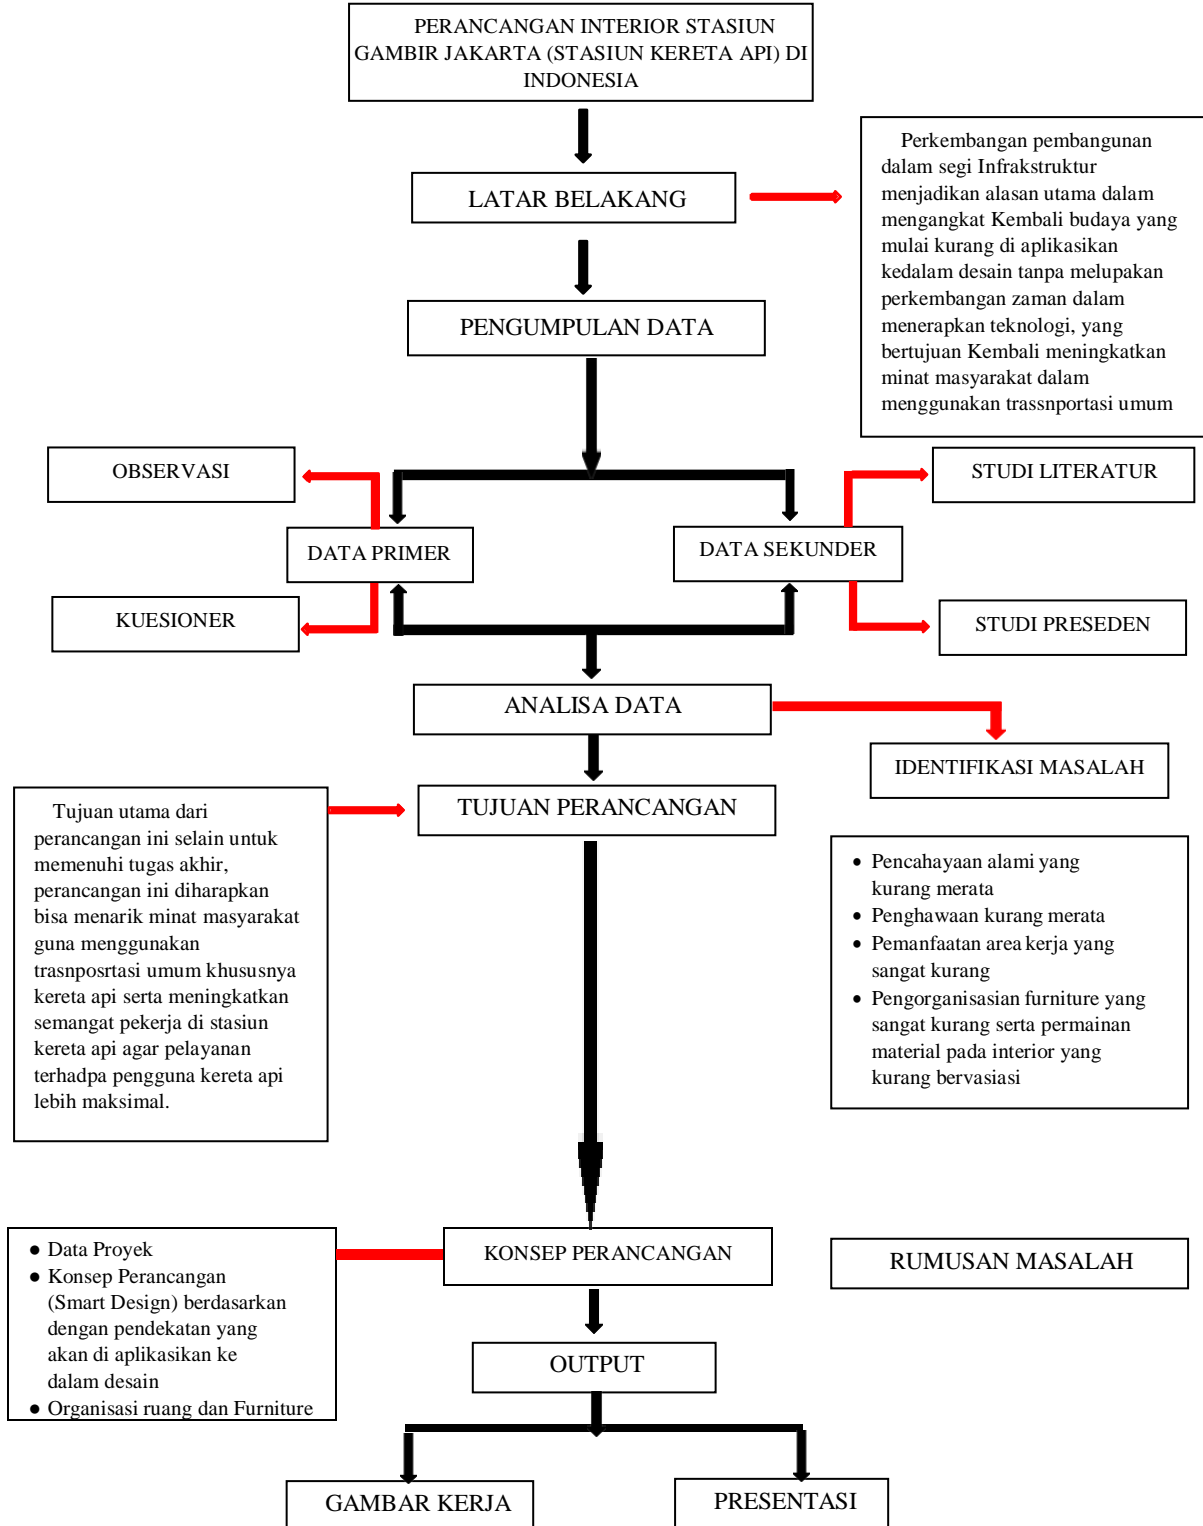 PERANCANGAN INTERIOR STASIUN
GAMBIR JAKARTA (STASIUN KERETA API) DI
INDONESIA
LATAR BELAKANG
Perkembangan pembangunan
dalam segi Infrakstruktur
menjadikan alasan utama dalam
mengangkat Kembali budaya yang
mulai kurang di aplikasikan
kedalam desain tanpa melupakan
perkembangan zaman dalam
menerapkan teknologi, yang
bertujuan Kembali meningkatkan
minat masyarakat dalam
menggunakan trassnportasi umum
PENGUMPULAN DATA
OBSERVASI
STUDI LITERATUR
DATA PRIMER
DATA SEKUNDER
KUESIONER
STUDI PRESEDEN
ANALISA DATA
IDENTIFIKASI MASALAH
TUJUAN PERANCANGAN
Tujuan utama dari
perancangan ini selain untuk
memenuhi tugas akhir,
perancangan ini diharapkan
bisa menarik minat masyarakat
guna menggunakan
trasnposrtasi umum khususnya
kereta api serta meningkatkan
semangat pekerja di stasiun
kereta api agar pelayanan
terhadpa pengguna kereta api
lebih maksimal.
• Pencahayaan alami yang
kurang merata
• Penghawaan kurang merata
• Pemanfaatan area kerja yang
sangat kurang
• Pengorganisasian furniture yang
sangat kurang serta permainan
material pada interior yang
kurang bervasiasi
● Data Proyek
● Konsep Perancangan
(Smart Design) berdasarkan
dengan pendekatan yang
akan di aplikasikan ke
dalam desain
● Organisasi ruang dan Furniture
KONSEP PERANCANGAN
RUMUSAN MASALAH
OUTPUT
GAMBAR KERJA
PRESENTASI